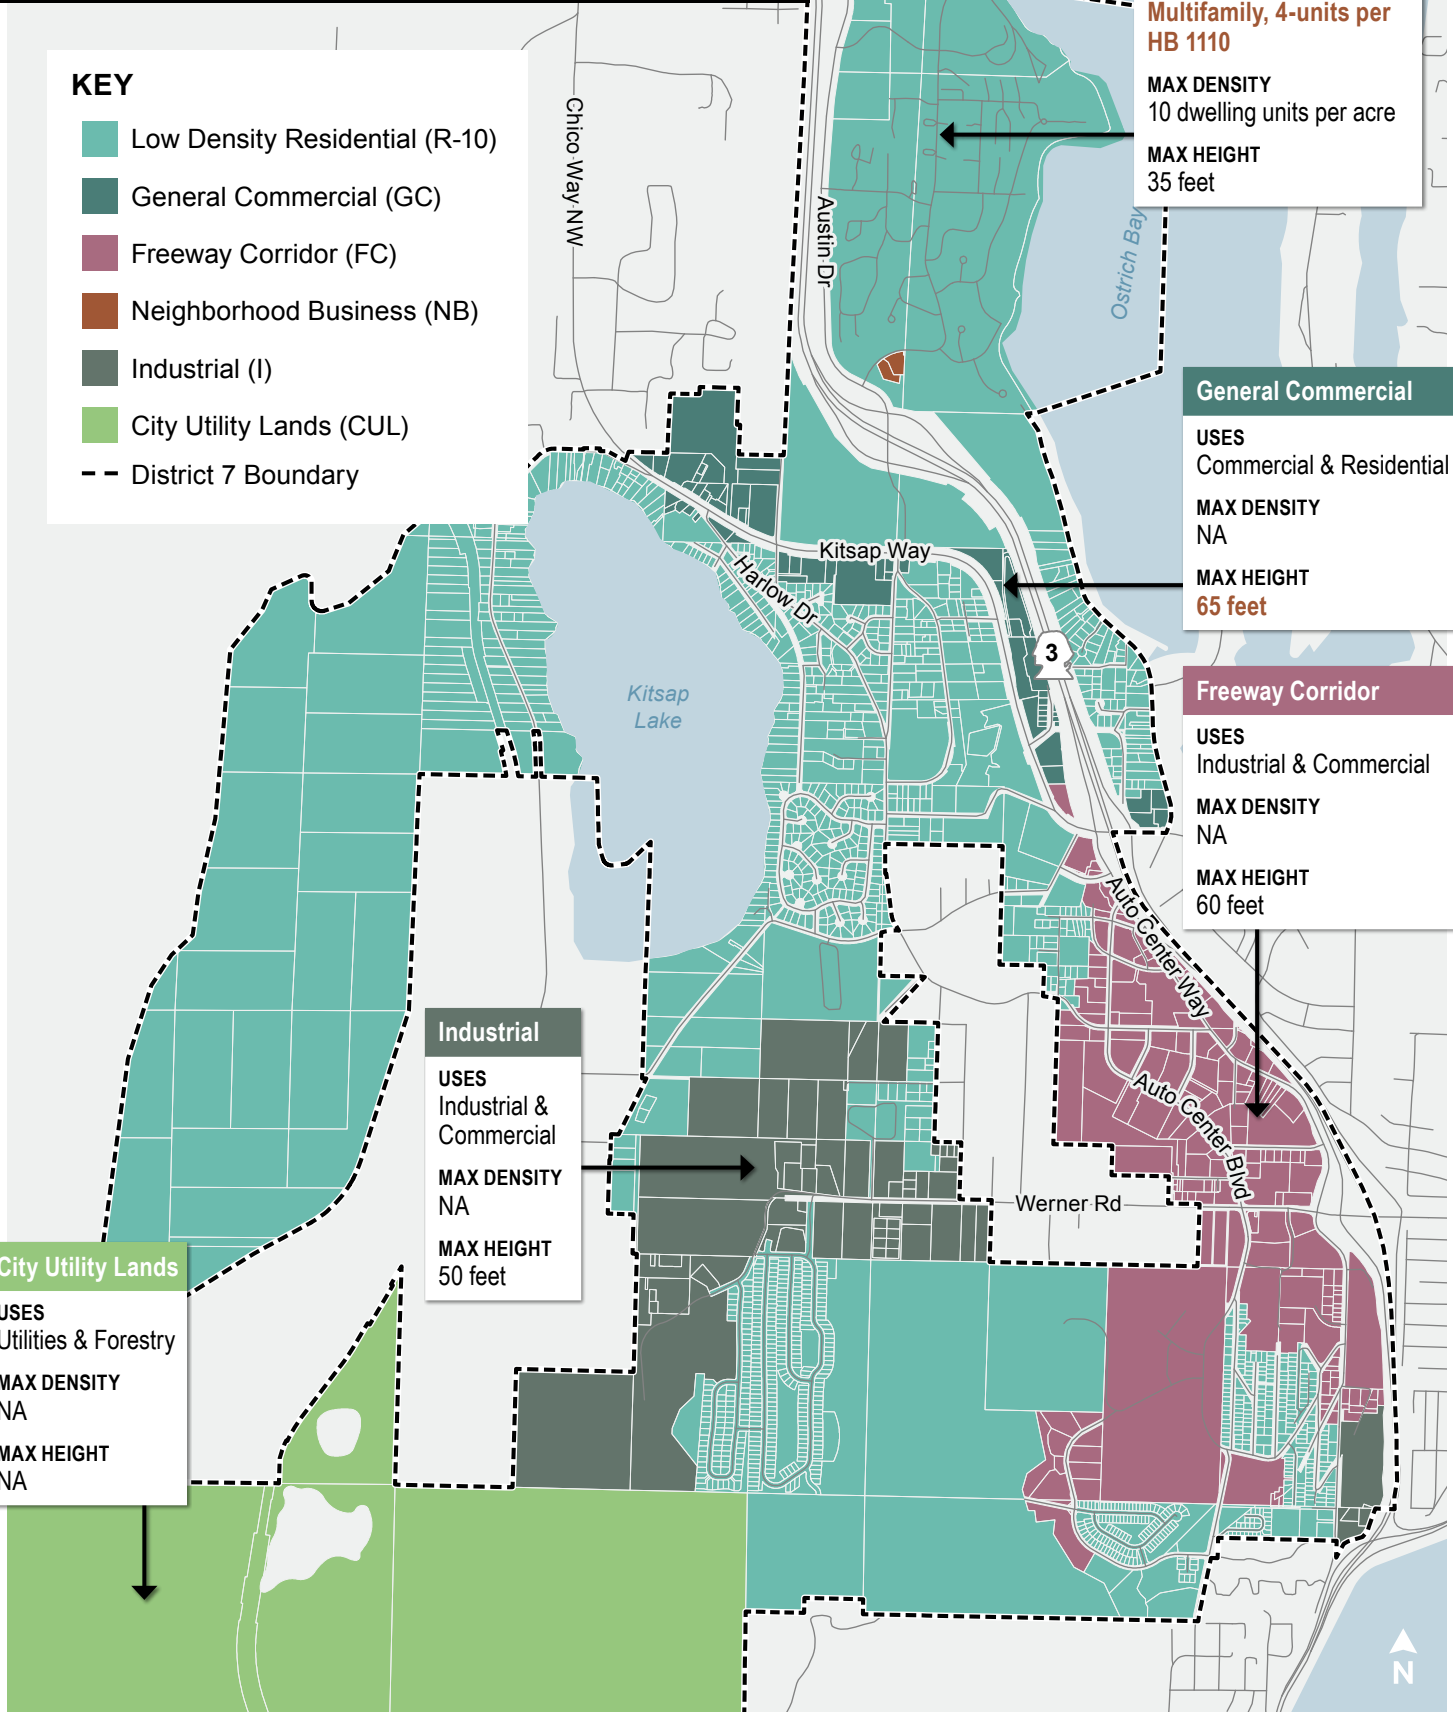 Multifamily, 4-units per
HB 1110
MAX DENSITY
10 dwelling units per acre
MAX HEIGHT
35 feet
KEY
Low Density Residential (R-10)
General Commercial (GC)
Freeway Corridor (FC)
Neighborhood Business (NB)
Industrial (I)
City Utility Lands (CUL)
District 7 Boundary
Chico Way NW
Austin Dr
Ostrich Bay
General Commercial
USES
Commercial & Residential
MAX DENSITY
NA
MAX HEIGHT
65 feet
Kitsap Way
Harlow Dr
3
Kitsap
Lake
Freeway Corridor
USES
Industrial & Commercial
MAX DENSITY
NA
MAX HEIGHT
60 feet
Auto Center Way
Auto Center Blvd
Industrial
USES
Industrial &
Commercial
MAX DENSITY
NA
MAX HEIGHT
50 feet
Werner Rd
City Utility Lands
USES
Utilities & Forestry
MAX DENSITY
NA
MAX HEIGHT
NA
N